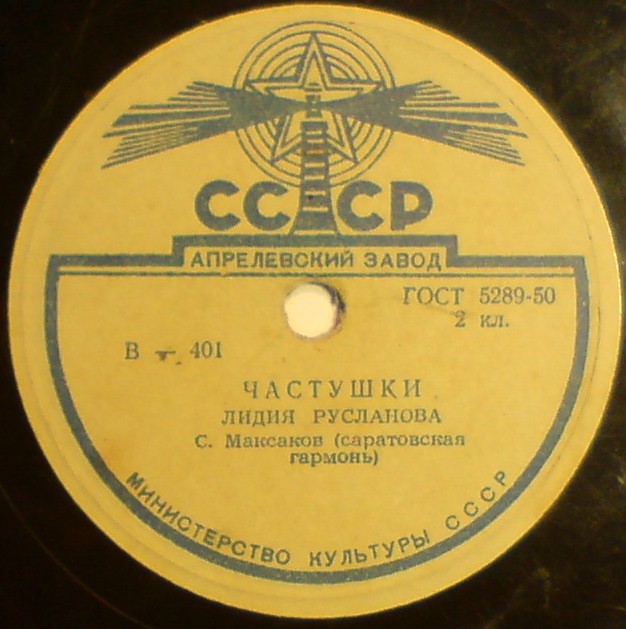 СССР
АПРЕЛЕВСКИЙ ЗАВОД
ГОСТ 5289-50
2 кл.
В — 401
ЧАСТУШКИ
ЛИДИЯ РУСЛАНОВА
С. Максаков (саратовская
гармонь)
МИНИСТЕРСТВО КУЛЬТУРЫ СССР